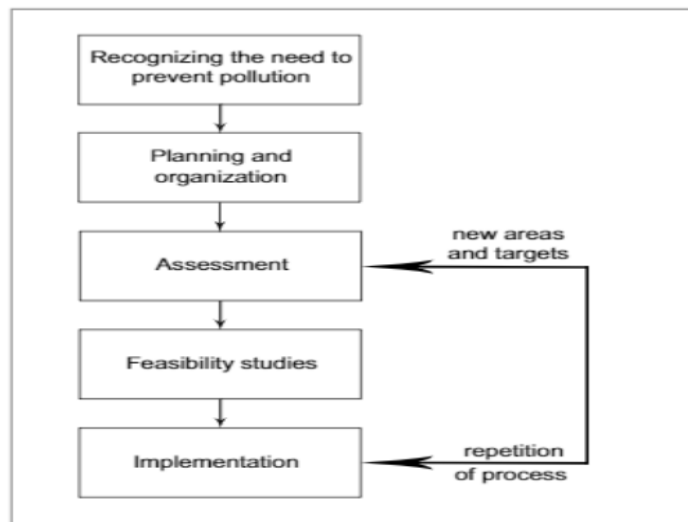 Recognizing the need to
prevent pollution
Planning and
organization
Assessment
new areas
and targets
Feasibility studies
Implementation
repetition
of process